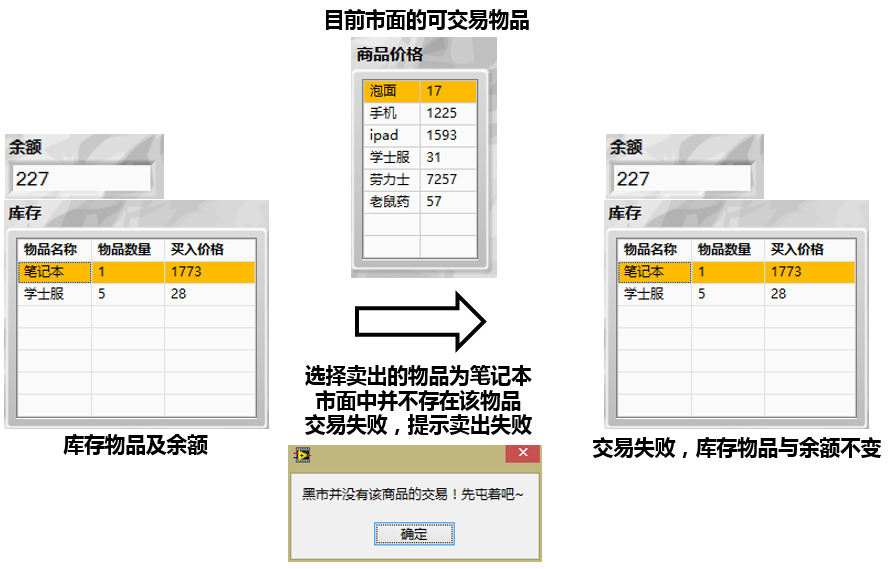 目前市面的可交易物品
商品价格
泡面 17
手机 1225
ipad 1593
学士服 31
劳力士 7257
老鼠药 57
余额
227
库存
物品名称 物品数量 买入价格
笔记本 1 1773
学士服 5 28
库存物品及余额
选择卖出的物品为笔记本
市面中并不存在该物品
交易失败，提示卖出失败
黑市并没有该商品的交易！先屯着吧~
确定
余额
227
库存
物品名称 物品数量 买入价格
笔记本 1 1773
学士服 5 28
交易失败，库存物品与余额不变